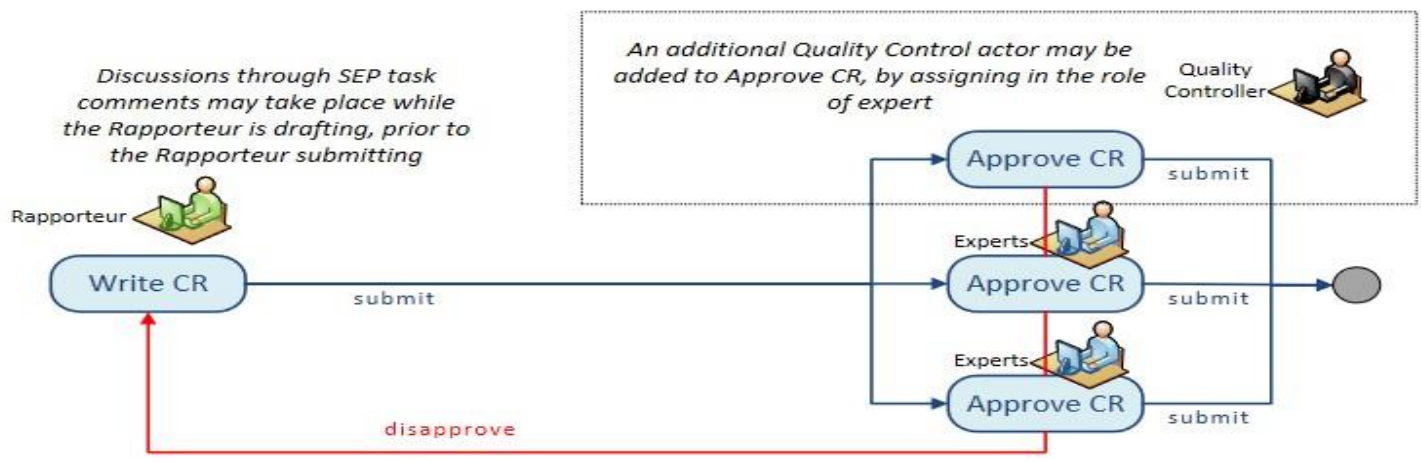 Discussions through SEP task
comments may take place while
the Rapporteur is drafting, prior to
the Rapporteur submitting
Rapporteur
Write CR
submit
An additional Quality Control actor may be
added to Approve CR, by assigning in the role
of expert
Quality
Controller
Approve CR
submit
Experts
Approve CR
submit
Experts
Approve CR
submit
disapprove